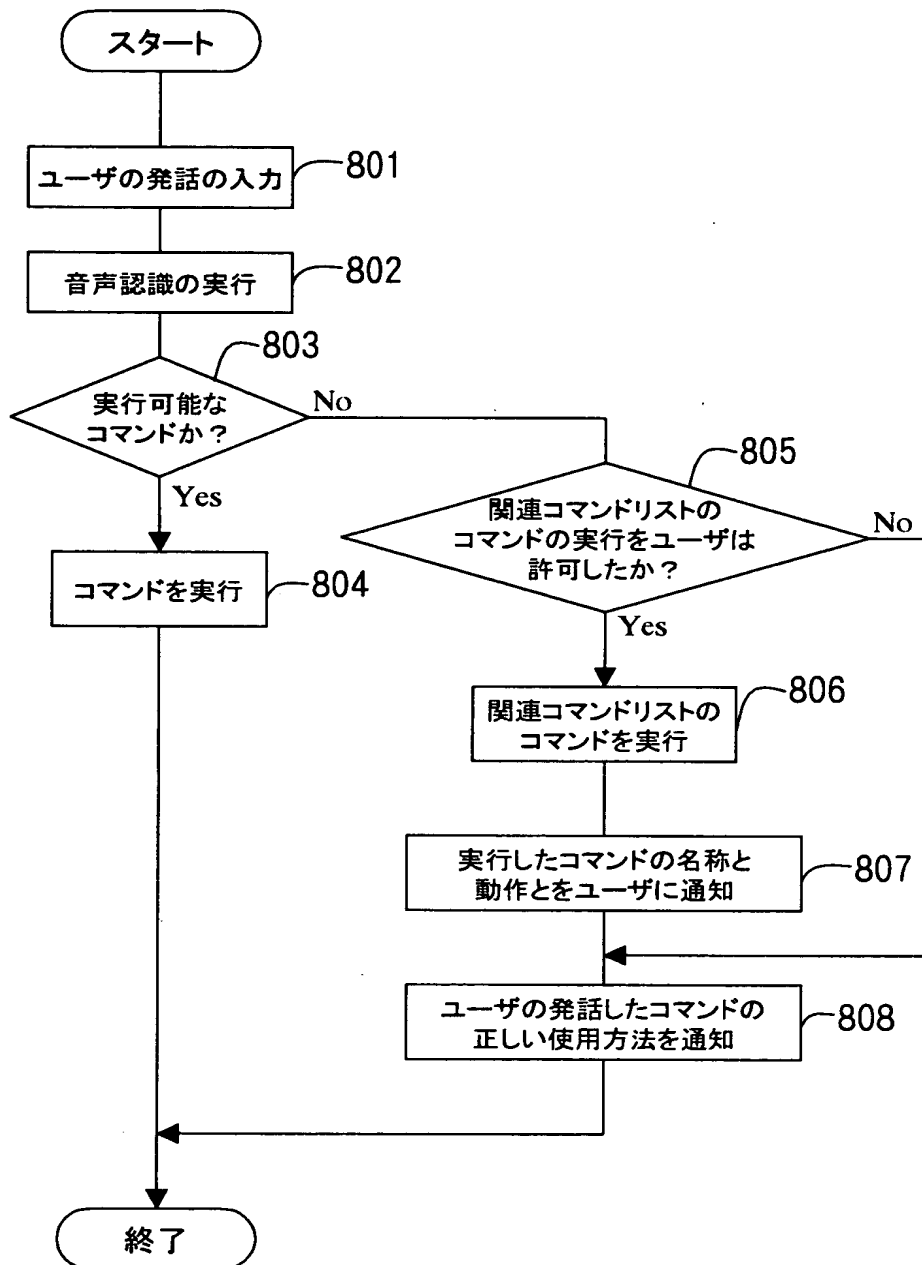 スタート
ユーザの発話の入力
801
音声認識の実行
802
803
実行可能な
コマンドか？
No
Yes
805
関連コマンドリストの
コマンドの実行をユーザは
許可したか？
No
Yes
コマンドを実行
804
関連コマンドリストの
コマンドを実行
806
実行したコマンドの名称と
動作とをユーザに通知
807
ユーザの発話したコマンドの
正しい使用方法を通知
808
終了